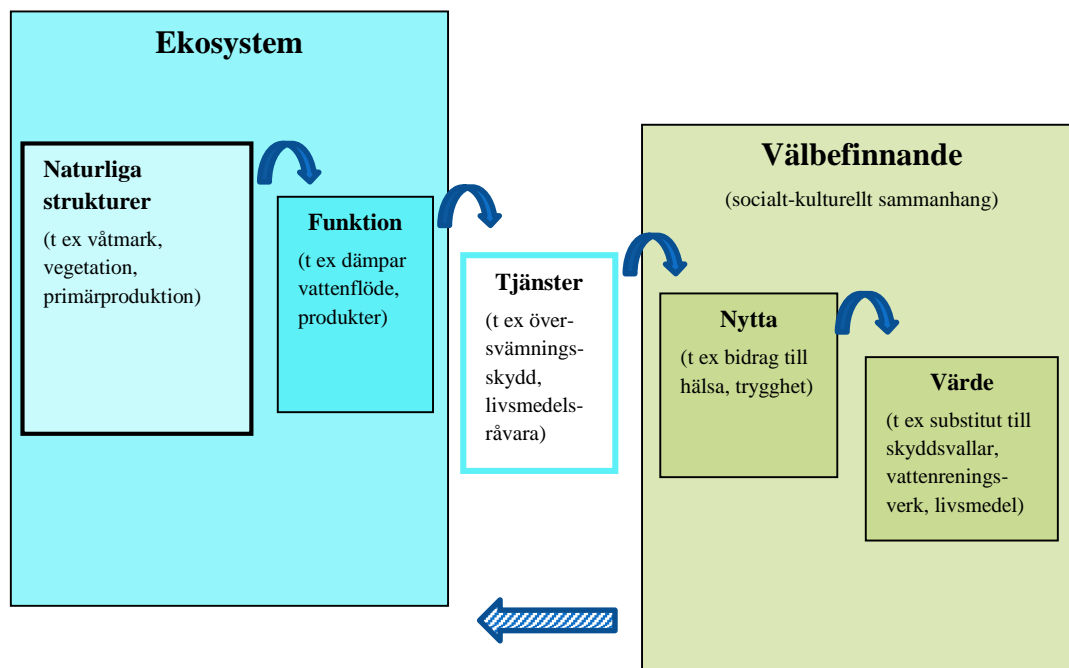 Ekosystem
Naturliga
strukturer
(t ex våtmark,
vegetation,
primärproduktion)
Funktion
(t ex dämpar
vattenflöde,
produkter)
Tjänster
(t ex över-
svämnings-
skydd,
livsmedels-
råvara)
Välbefinnande
(socialt-kulturellt sammanhang)
Nytta
(t ex bidrag till
hälsa, trygghet)
Värde
(t ex substitut till
skyddsvallar,
vattenrenings-
verk, livsmedel)